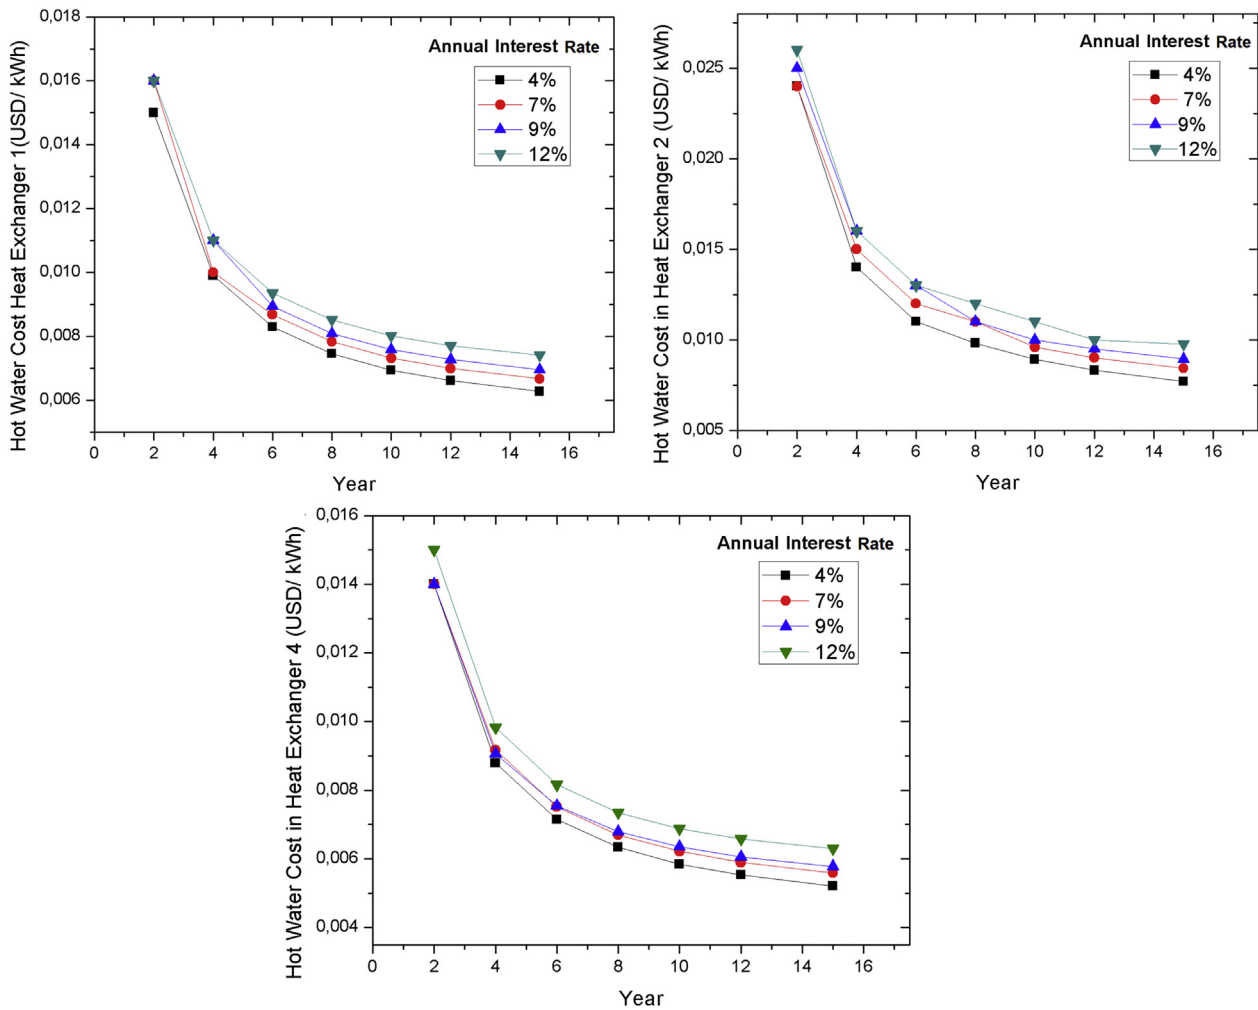 Hot Water Cost Heat Exchanger 1(USD/ kWh)
0,018
0,016
0,014
0,012
0,010
0,008
0,006
0 2 4 6 8 10 12 14 16
Year
Annual Interest Rate
4%
7%
9%
12%
Hot Water Cost in Heat Exchanger 2 (USD/ kWh)
0,025
0,020
0,015
0,010
0,005
0 2 4 6 8 10 12 14 16
Year
Annual Interest Rate
4%
7%
9%
12%
Hot Water Cost in Heat Exchanger 4 (USD/ kWh)
0,016
0,014
0,012
0,010
0,008
0,006
0,004
0 2 4 6 8 10 12 14 16
Year
Annual Interest Rate
4%
7%
9%
12%